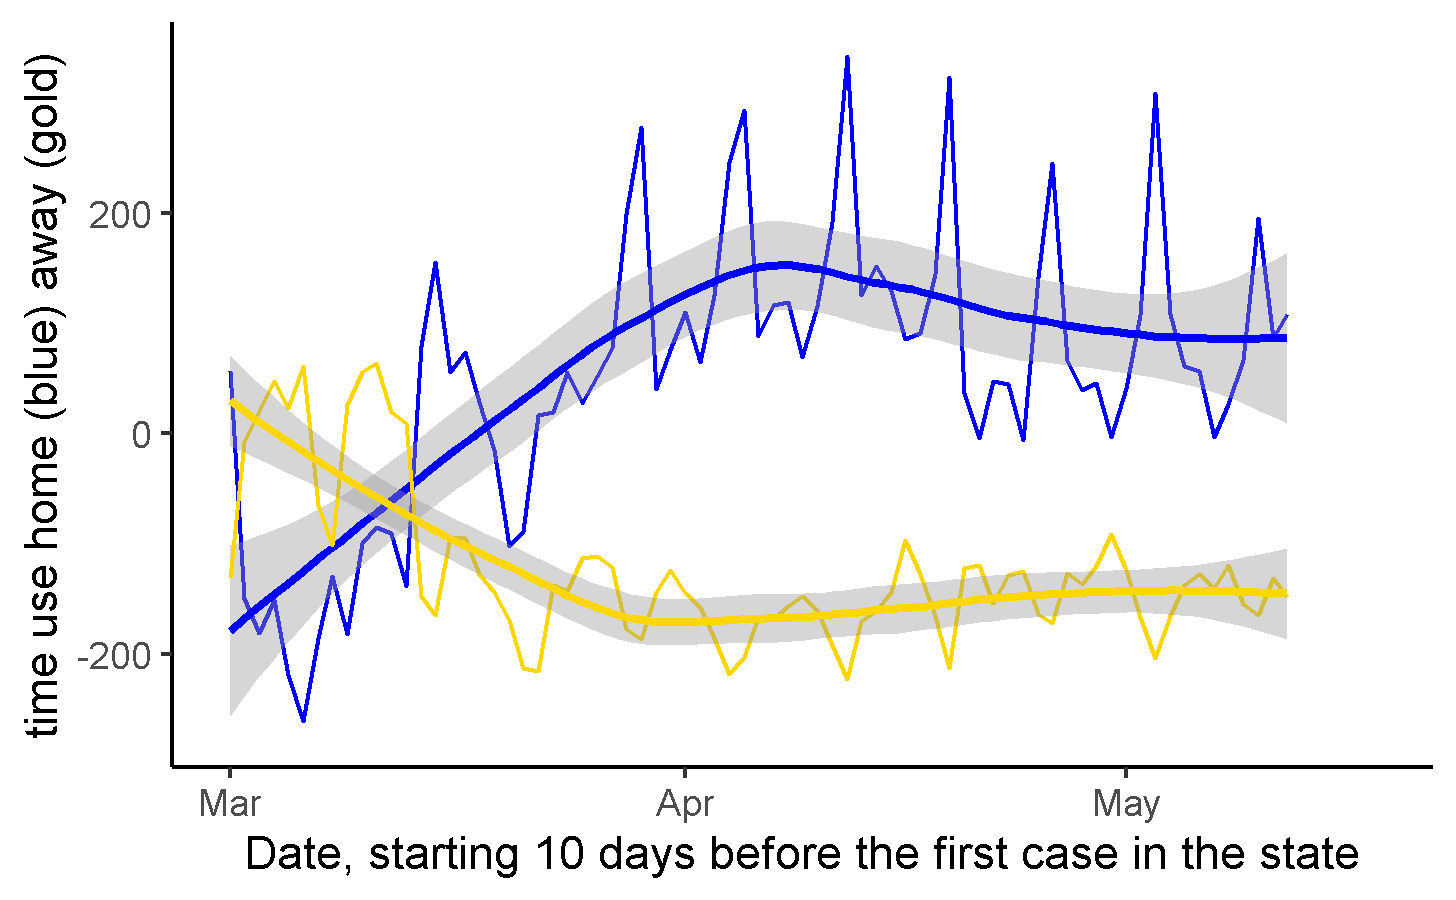 time use home (blue) away (gold)
200
0
-200
Mar
Apr
May
Date, starting 10 days before the first case in the state